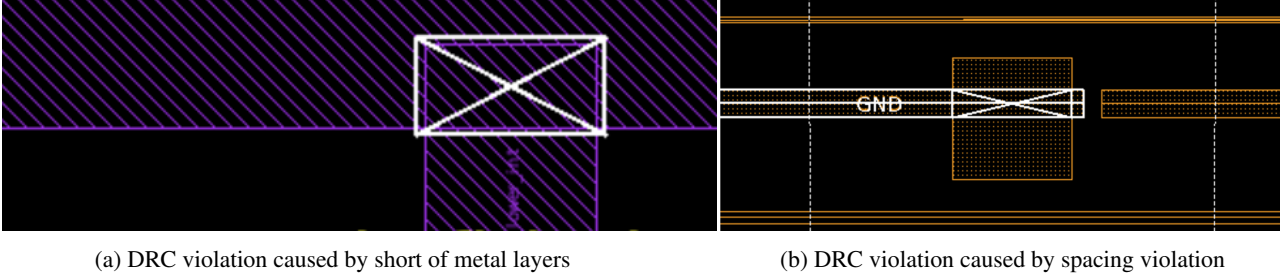 GND
(a) DRC violation caused by short of metal layers
(b) DRC violation caused by spacing violation